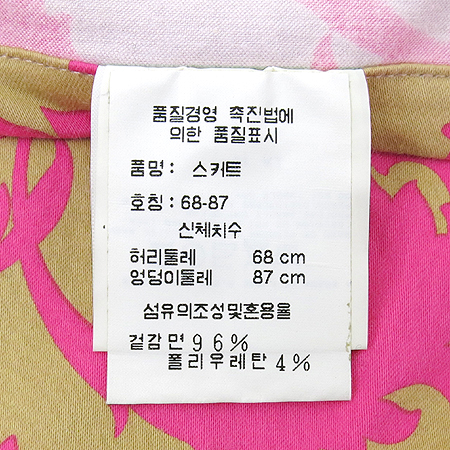 품질경영 촉진법에
의한 품질표시
품명: 스커트
호칭: 68-87
신체치수
허리둘레 68 cm
엉덩이둘레 87 cm
섬유의조성및혼용율
겉감면96%
폴리우레탄4%